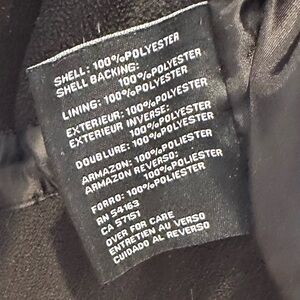 SHELL: 100%POLYESTER
SHELL BACKING:
100%POLYESTER
LINING: 100%POLYESTER
EXTERIEUR: 100%POLYESTER
EXTERIEUR INVERSE:
100%POLYESTER
DOUBLURE: 100%POLYESTER
ARMAZON: 100%POLIESTER
ARMAZON REVERSO:
100%POLIESTER
FORRO: 100%POLIESTER
RN 54163
CA 57151
OVER FOR CARE
ENTRETIEN AU VERSO
CUIDADO AL REVERSO